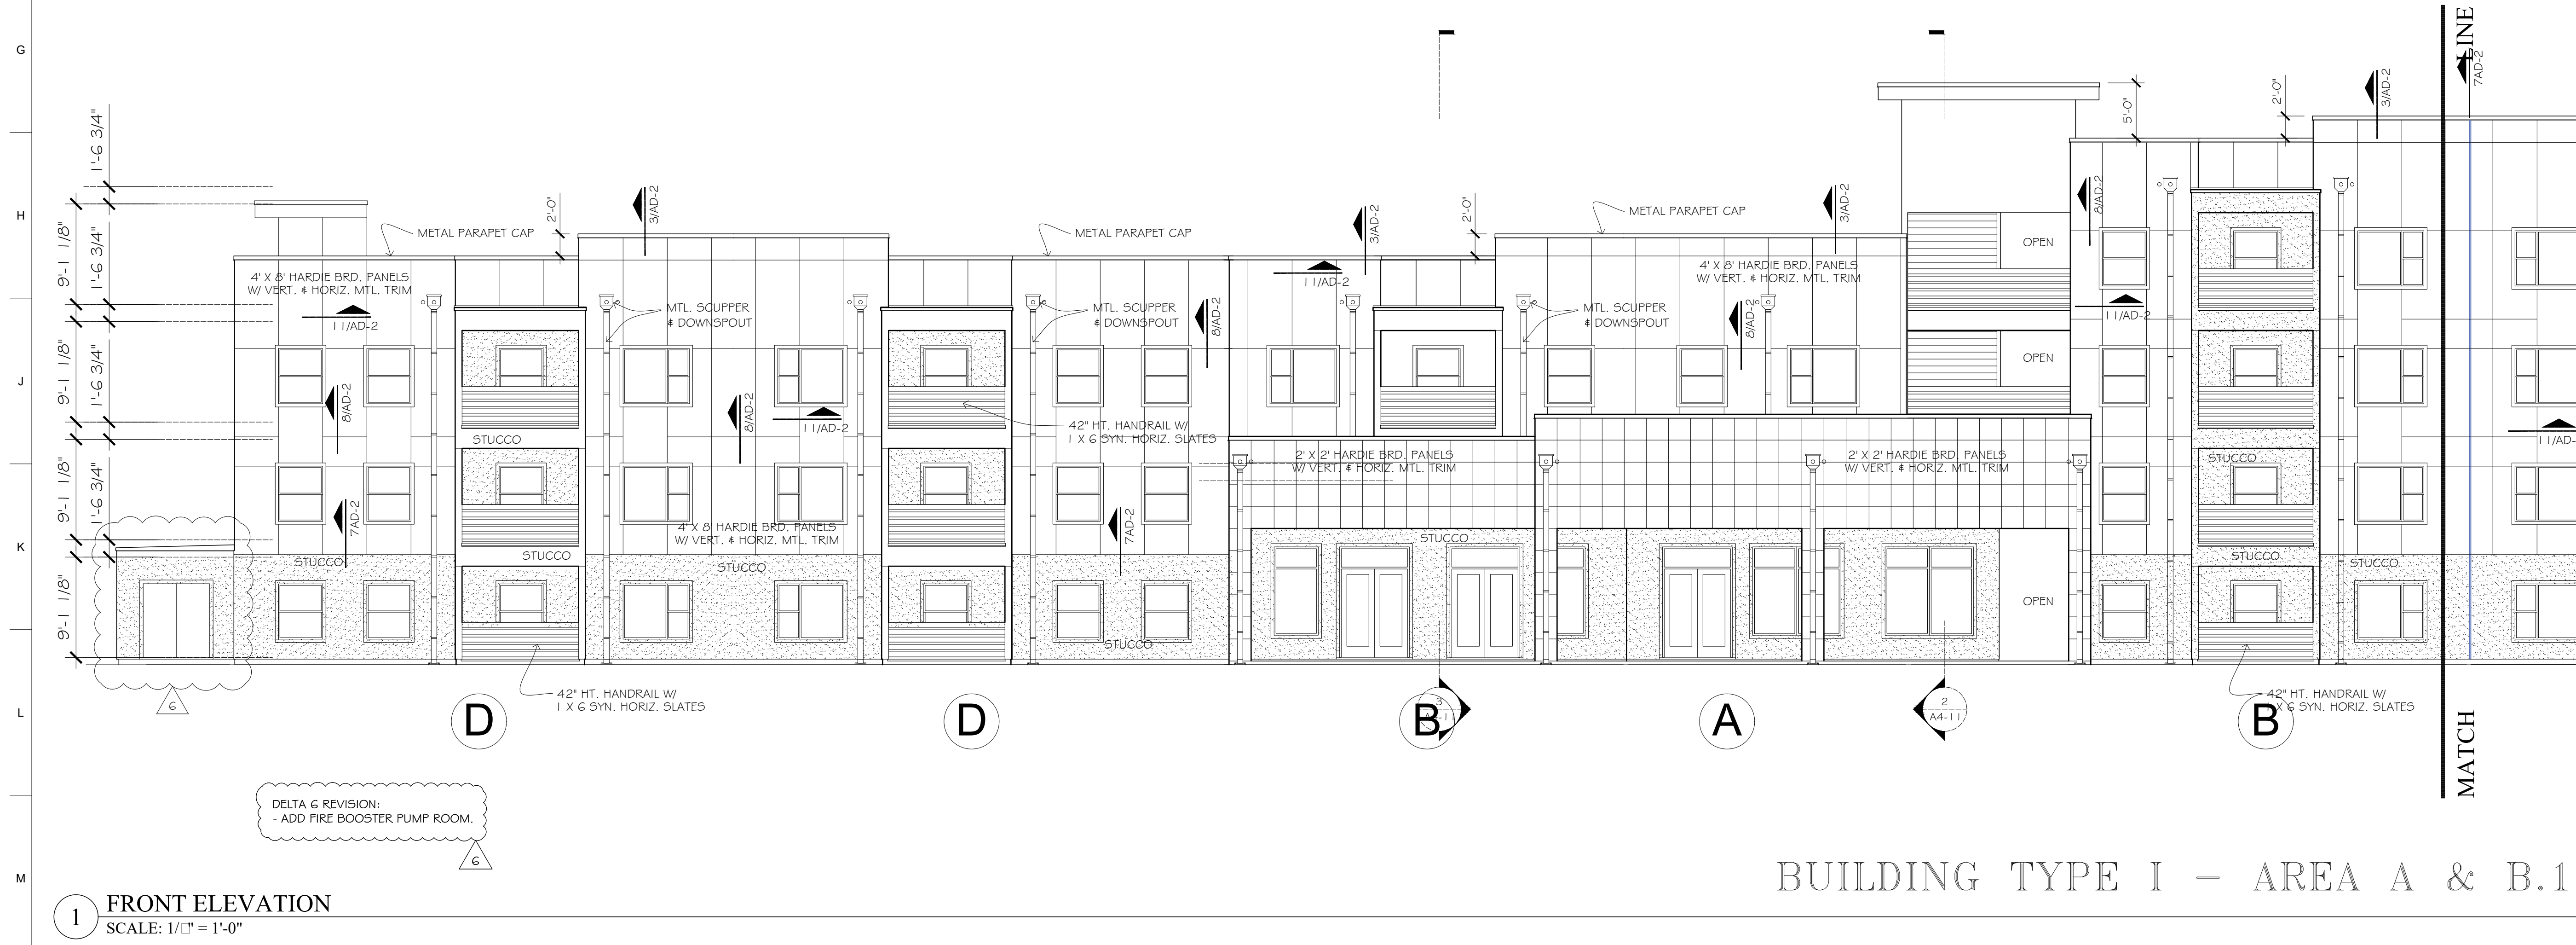 G
H
J
K
L
M
LINE
7AD-2
3/AD-2
2'-0"
5'-0"
1'-6 3/4"
1'-6 3/4"
1'-6 3/4"
1'-6 3/4"
9'-1 1/8"
9'-1 1/8"
9'-1 1/8"
9'-1 1/8"
METAL PARAPET CAP
2'-0"
3/AD-2
METAL PARAPET CAP
3/AD-2
2'-0"
METAL PARAPET CAP
3/AD-2
8/AD-2
4' X 8' HARDIE BRD. PANELS
W/ VERT. & HORIZ. MTL. TRIM
11/AD-2
MTL. SCUPPER
& DOWNSPOUT
MTL. SCUPPER
& DOWNSPOUT
8/AD-2
11/AD-2
MTL. SCUPPER
& DOWNSPOUT
4' X 8' HARDIE BRD. PANELS
W/ VERT. & HORIZ. MTL. TRIM
8/AD-2
OPEN
OPEN
11/AD-2
8/AD-2
8/AD-2
11/AD-2
STUCCO
42" HT. HANDRAIL W/
1 X 6 SYN. HORIZ. SLATES
2' X 2' HARDIE BRD. PANELS
W/ VERT. & HORIZ. MTL. TRIM
2' X 2' HARDIE BRD. PANELS
W/ VERT. & HORIZ. MTL. TRIM
STUCCO
7AD-2
4' X 8' HARDIE BRD. PANELS
W/ VERT. & HORIZ. MTL. TRIM
7AD-2
STUCCO
STUCCO
STUCCO
STUCCO
STUCCO
STUCCO
STUCCO
OPEN
42" HT. HANDRAIL W/
1 X 6 SYN. HORIZ. SLATES
42" HT. HANDRAIL W/
1 X 6 SYN. HORIZ. SLATES
6
D
D
B
3
A4-11
A
2
A4-11
B
MATCH
DELTA 6 REVISION:
- ADD FIRE BOOSTER PUMP ROOM.
6
BUILDING TYPE I - AREA A & B.1
1
FRONT ELEVATION
SCALE: 1/□" = 1'-0"